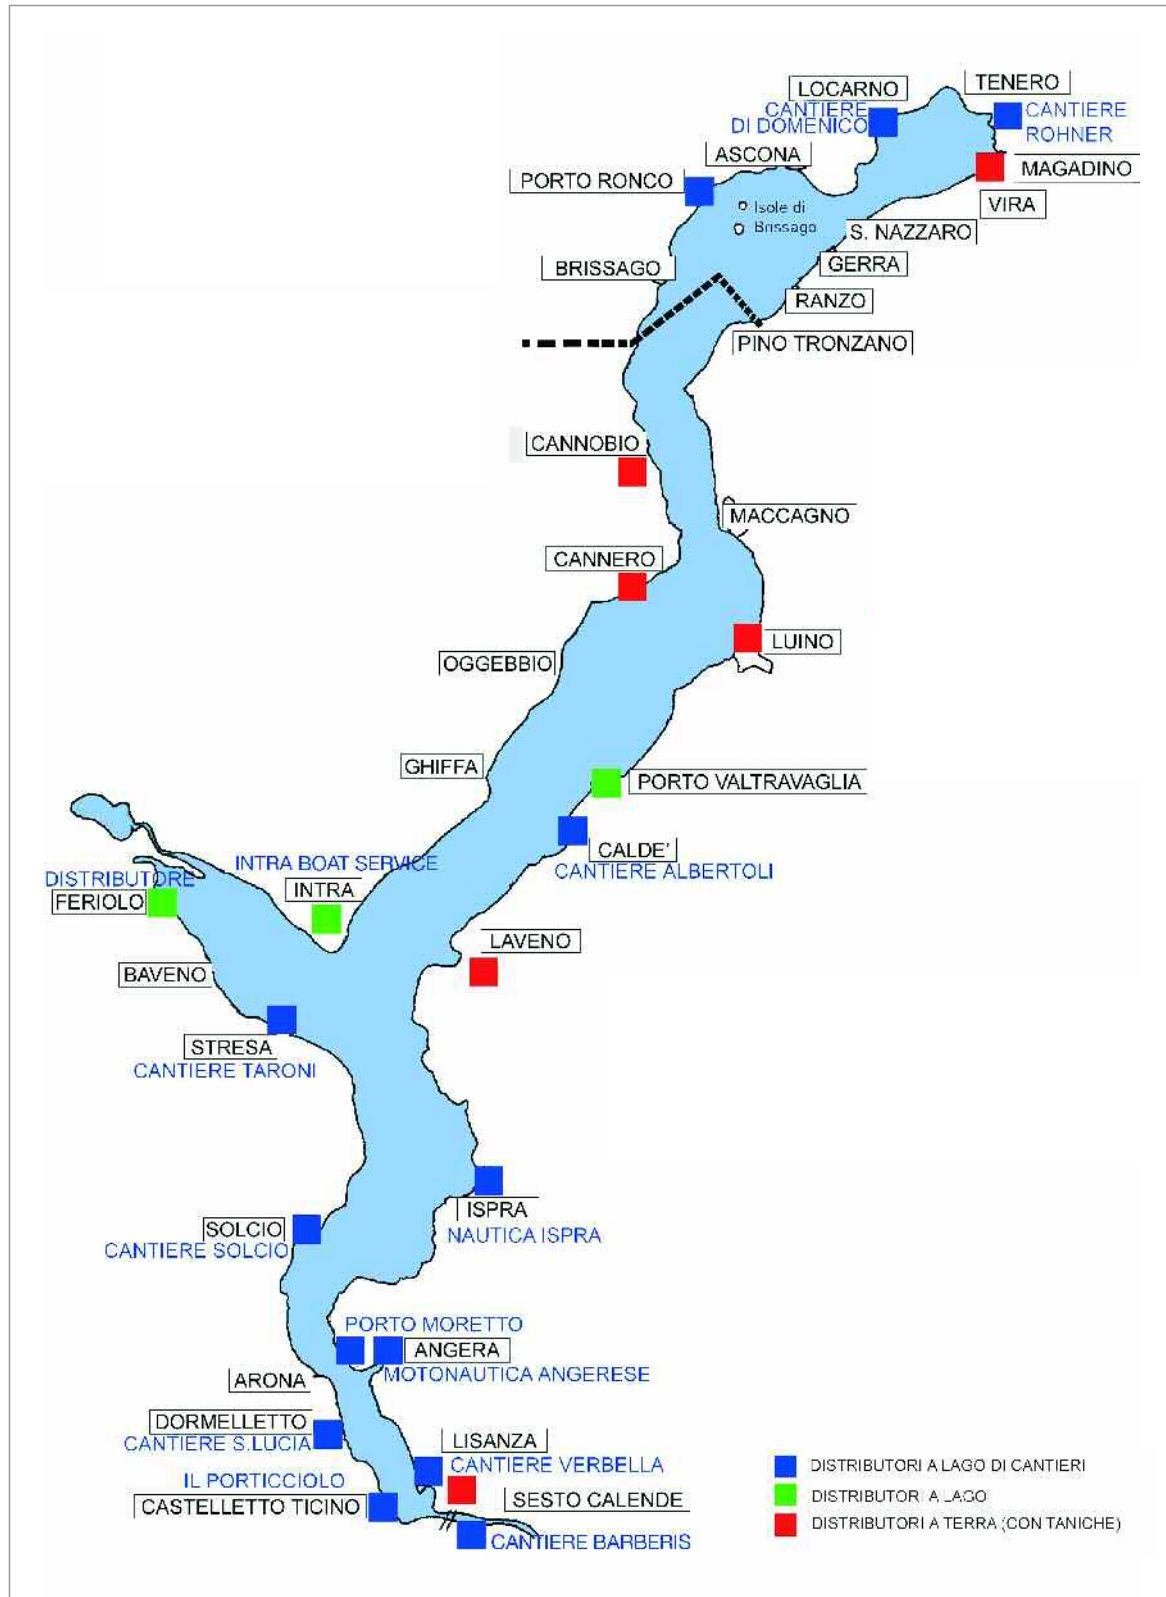 LOCARNO
TENERO
CANTIERE
DI DOMENICO
CANTIERE
ROHNER
ASCONA
MAGADINO
PORTO RONCO
VIRA
Isole di
Brissago
S. NAZZARO
BRISSAGO
GERRA
RANZO
PINO TRONZANO
CANNOBIO
MACCAGNO
CANNERO
LUINO
OGGEBBIO
GHIFFA
PORTO VALTRAVAGLIA
CALDE'
CANTIERE ALBERTOLI
INTRA BOAT SERVICE
INTRA
DISTRIBUTORE
FERIOLO
LAVENO
BAVENO
STRESA
CANTIERE TARONI
ISPRA
NAUTICA ISPRA
SOLCIO
CANTIERE SOLCIO
PORTO MORETTO
ANGERA
MOTONAUTICA ANGERESE
ARONA
DORMELLETTO
CANTIERE S.LUCIA
LISANZA
CANTIERE VERBELLA
IL PORTICCIOLO
CASTELLETTO TICINO
SESTO CALENDE
CANTIERE BARBERIS
DISTRIBUTORI A LAGO DI CANTIERI
DISTRIBUTORI A LAGO
DISTRIBUTORI A TERRA (CON TANICHE)